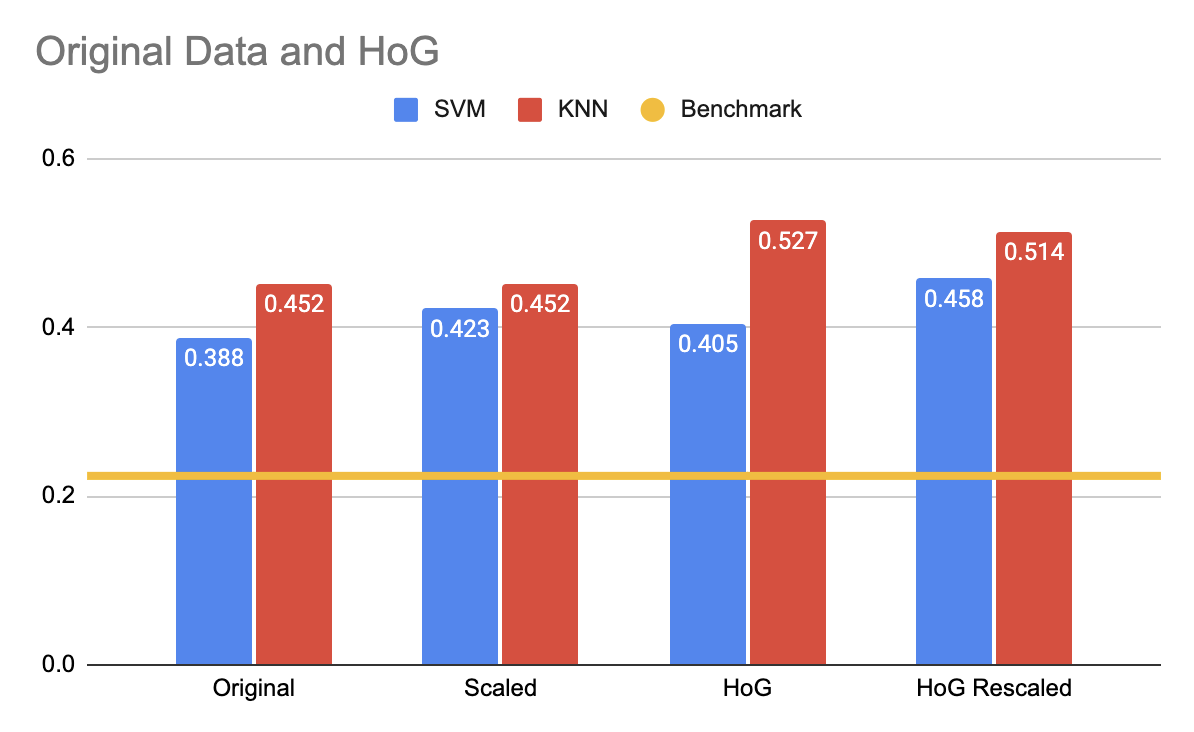 Original Data and HoG
SVM KNN Benchmark
0.6
0.4
0.2
0.0
0.388 0.452 0.423 0.452 0.405 0.527 0.458 0.514
Original Scaled HoG HoG Rescaled